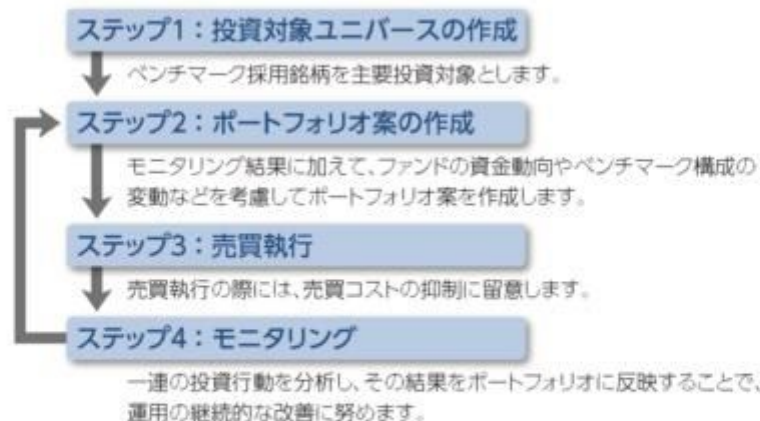 ステップ1：投資対象ユニバースの作成
ベンチマーク採用銘柄を主要投資対象とします。
ステップ2：ポートフォリオ案の作成
モニタリング結果に加えて、ファンドの資金動向やベンチマーク構成の
変動などを考慮してポートフォリオ案を作成します。
ステップ3：売買執行
売買執行の際には、売買コストの抑制に留意します。
ステップ4：モニタリング
一連の投資行動を分析し、その結果をポートフォリオに反映することで、
運用の継続的な改善に努めます。